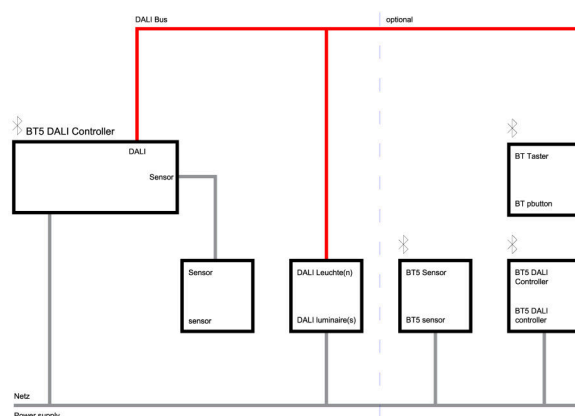 DALI Bus
optional
BT5 DALI Controller
DALI
Sensor
BT Taster
BT pbutton
Sensor
sensor
DALI Leuchte(n)
DALI luminaire(s)
BT5 Sensor
BT5 sensor
BT5 DALI
Controller
BT5 DALI
controller
Netz
Power supply